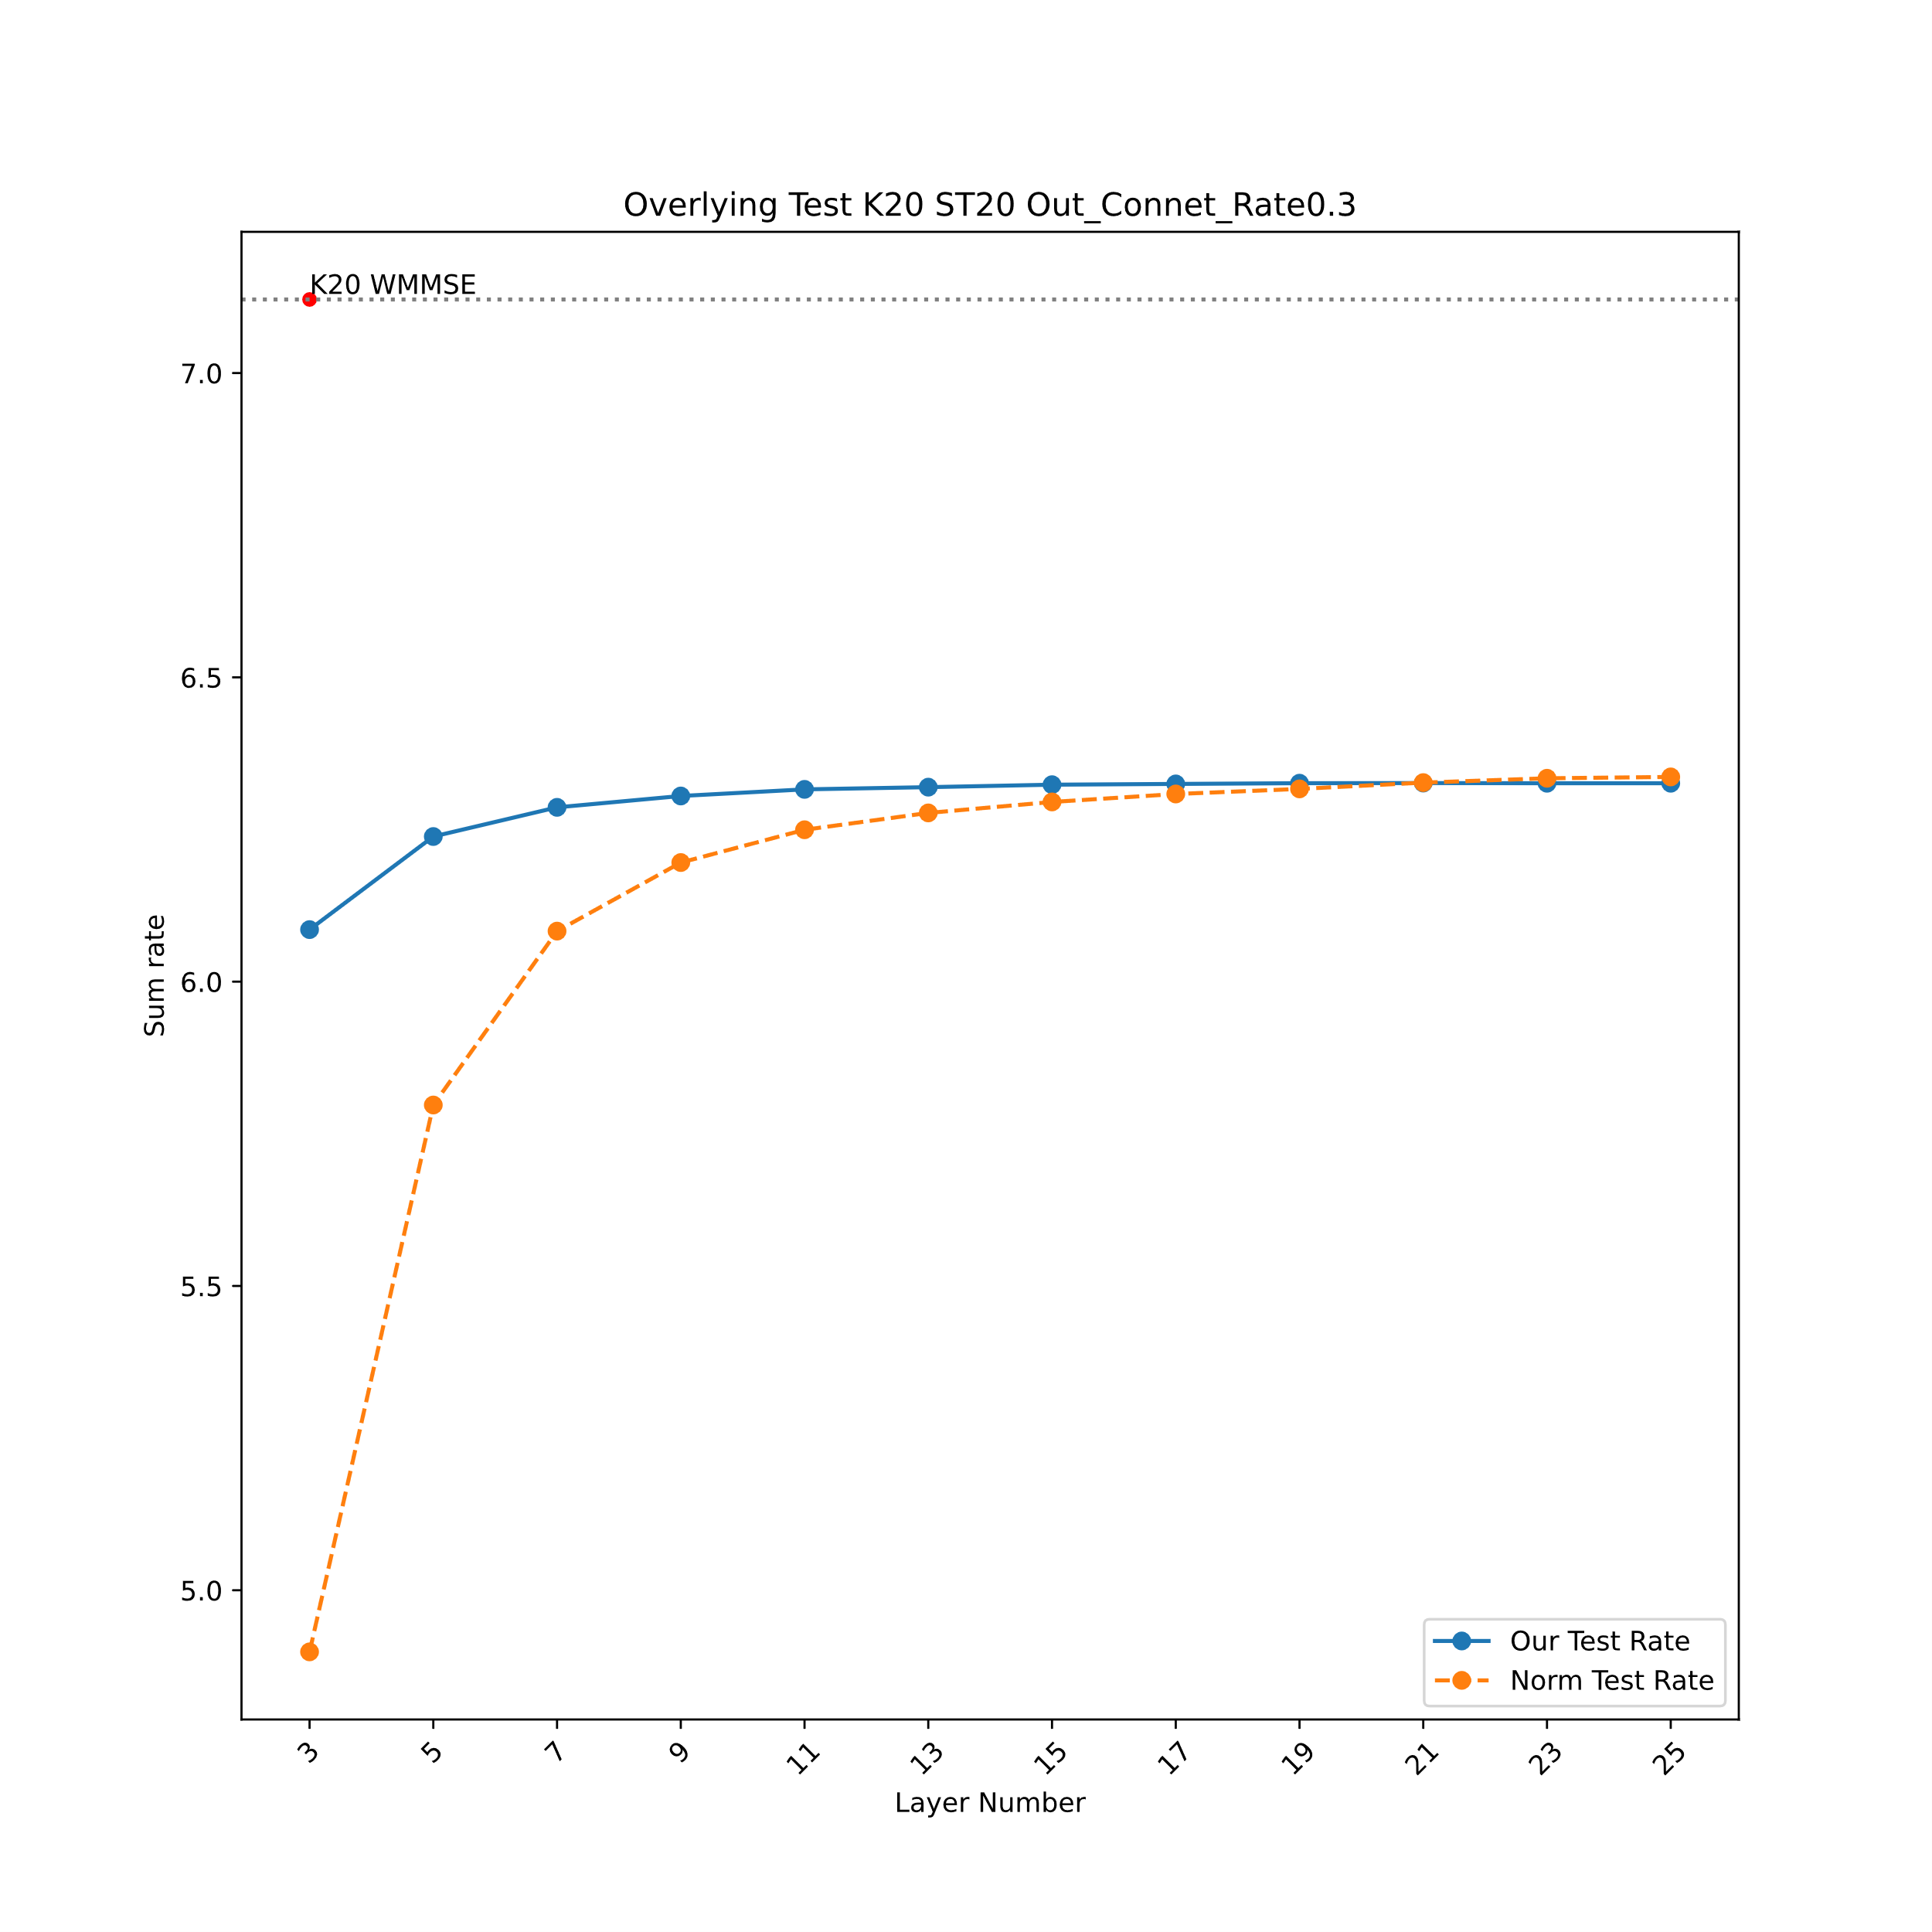 Overlying Test K20 ST20 Out_Connet_Rate0.3
K20 WMMSE
7.0
6.5
6.0
5.5
5.0
Sum rate
Our Test Rate
Norm Test Rate
3 5 7 9 11 13 15 17 19 21 23 25
Layer Number